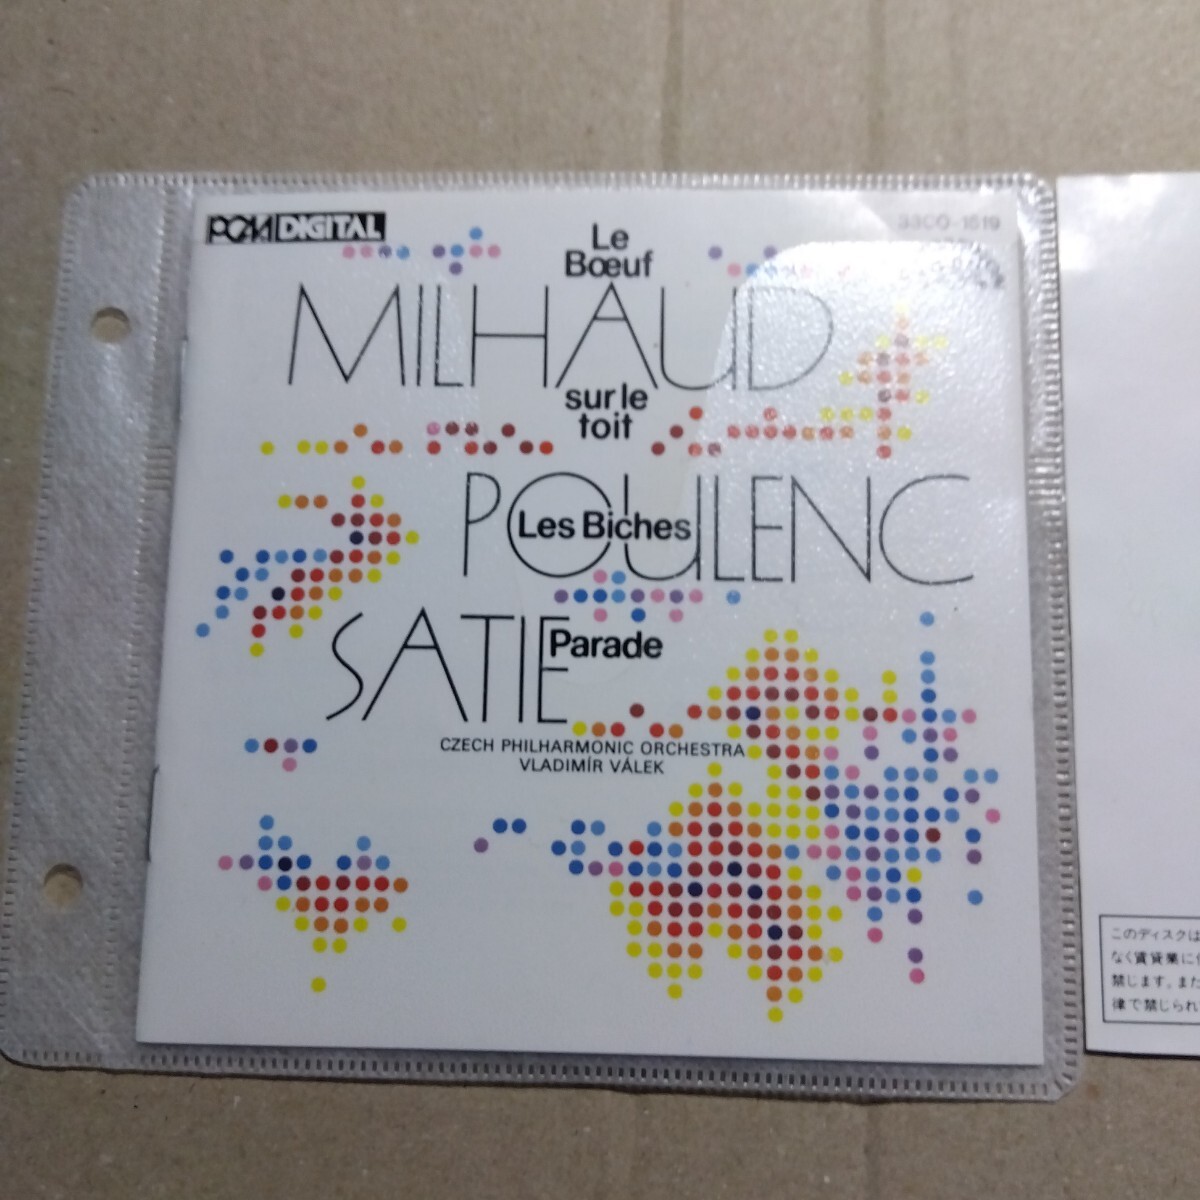 PCM DIGITAL
33CO-1519
Le
Bœuf
MILHAUD
sur le
toit
POULENC
Les Biches
SATIE
Parade
CZECH PHILHARMONIC ORCHESTRA
VLADIMÍR VÁLEK
このディスクは
なく賃貸業に
禁じます。また
律で禁じられ